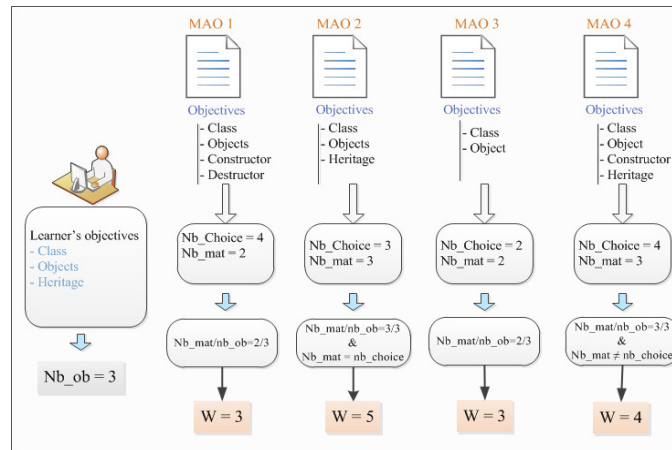 MAO 1
MAO 2
MAO 3
MAO 4
Objectives
- Class
- Objects
- Constructor
- Destructor
Objectives
- Class
- Objects
- Heritage
Objectives
- Class
- Object
Objectives
- Class
- Object
- Constructor
- Heritage
Learner's objectives
- Class
- Objects
- Heritage
Nb_ob = 3
Nb_Choice = 4
Nb_mat = 2
Nb_Choice = 3
Nb_mat = 3
Nb_Choice = 2
Nb_mat = 2
Nb_Choice = 4
Nb_mat = 3
Nb_mat/nb_ob=2/3
Nb_mat/nb_ob=3/3
&
Nb_mat = nb_choice
Nb_mat/nb_ob=2/3
Nb_mat/nb_ob=3/3
&
Nb_mat ≠ nb_choice
W = 3
W = 5
W = 3
W = 4